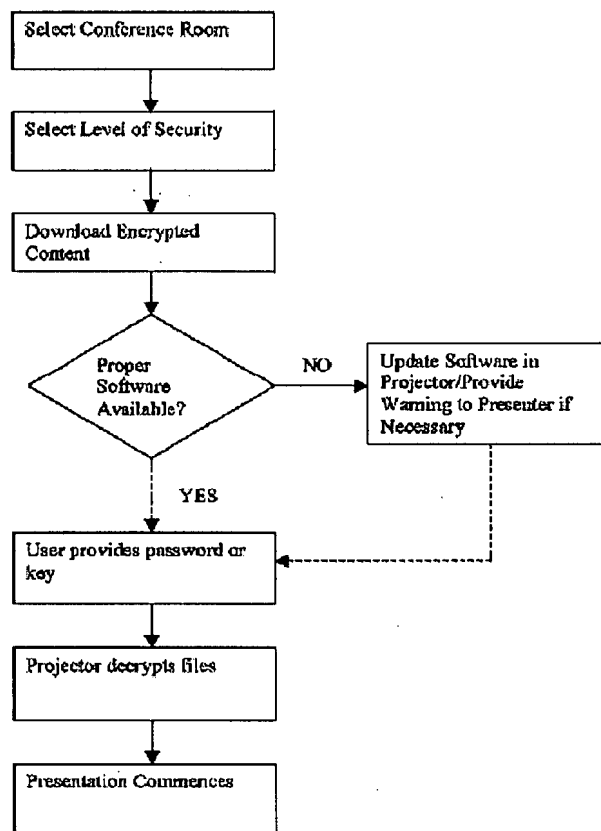 Select Conference Room
Select Level of Security
Download Encrypted
Content
Proper
Software
Available?
NO
Update Software in
Projector/Provide
Warning to Presenter if
Necessary
YES
User provides password or
key
Projector decrypts files
Presentation Commences